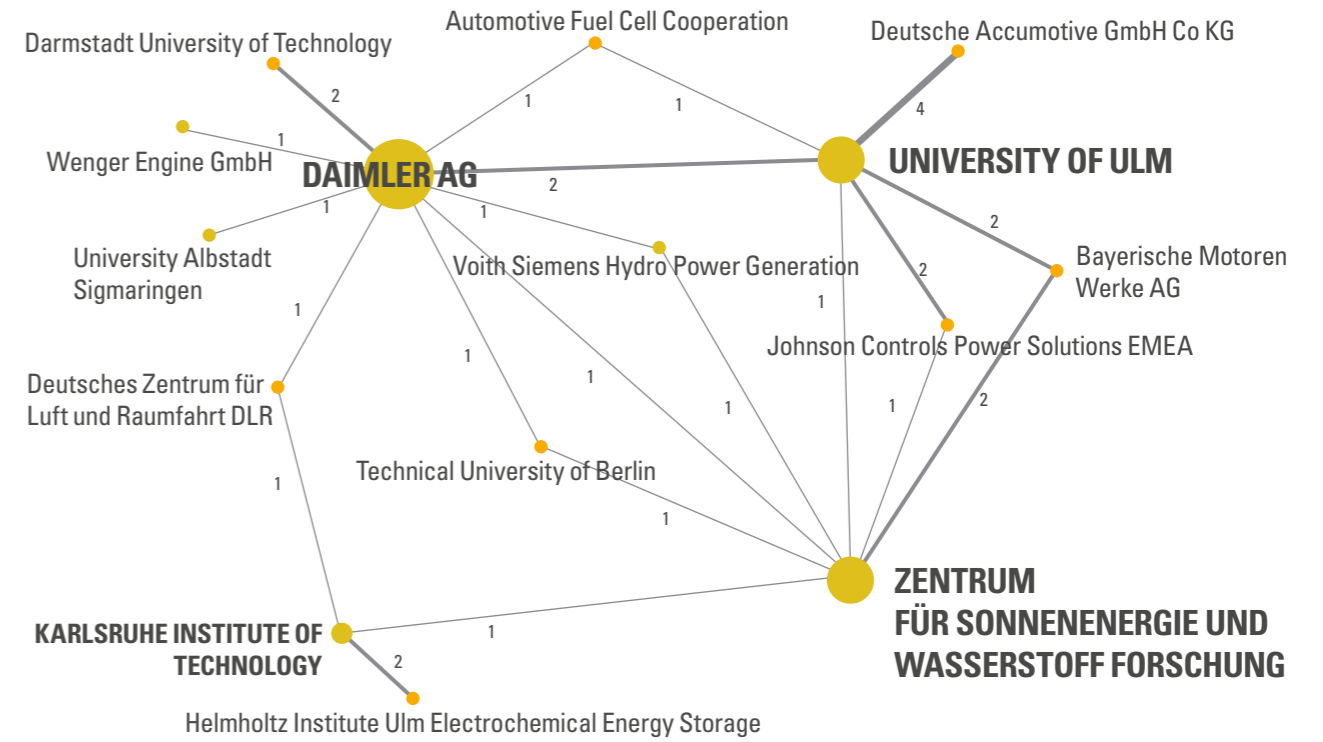 Automotive Fuel Cell Cooperation
Deutsche Accumotive GmbH Co KG
Darmstadt University of Technology
2
1
1
4
1
Wenger Engine GmbH
DAIMLER AG
UNIVERSITY OF ULM
2
1
1
2
University Albstadt
Sigmaringen
Voith Siemens Hydro Power Generation
2
Bayerische Motoren
Werke AG
1
1
Johnson Controls Power Solutions EMEA
1
1
Deutsches Zentrum für
Luft und Raumfahrt DLR
1
1
2
Technical University of Berlin
1
1
ZENTRUM
FÜR SONNENENERGIE UND
WASSERSTOFF FORSCHUNG
KARLSRUHE INSTITUTE OF
TECHNOLOGY
1
2
Helmholtz Institute Ulm Electrochemical Energy Storage